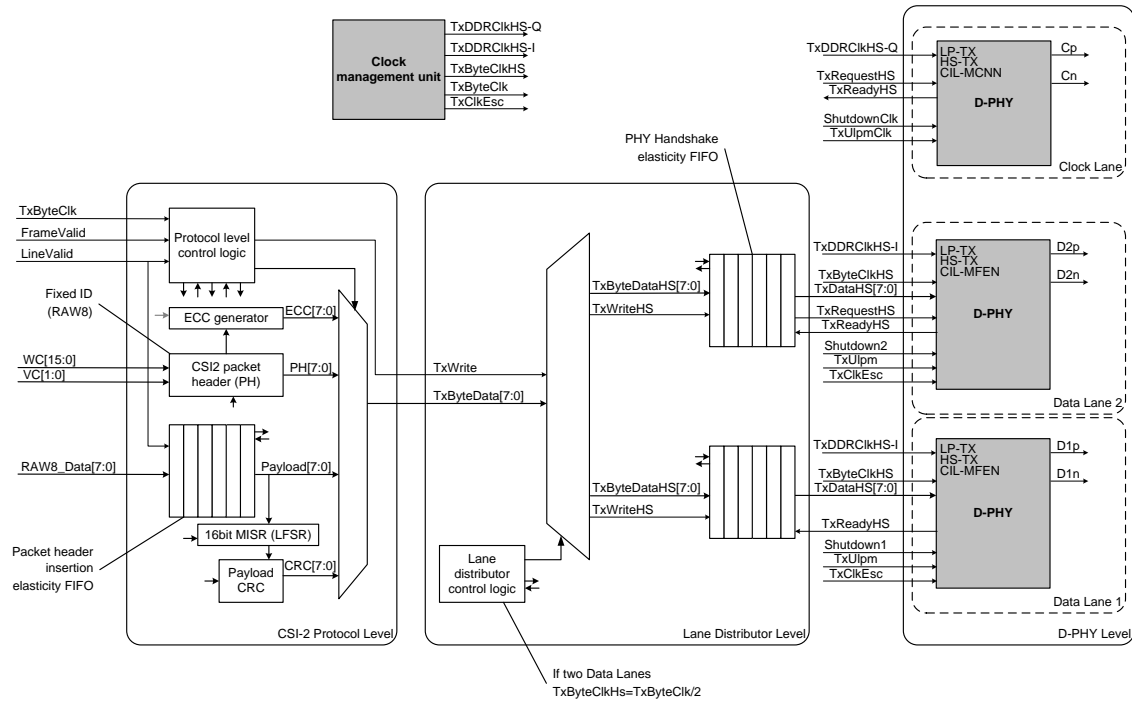 TxDDRClkHS-Q
TxDDRClkHS-I
TxByteClkHS
TxByteClk
TxClkEsc
Clock
management unit
TxDDRClkHS-Q
TxRequestHS
TxReadyHS
ShutdownClk
TxUlpmClk
LP-TX
HS-TX
CIL-MCNN
D-PHY
Cp
Cn
Clock Lane
PHY Handshake
elasticity FIFO
TxByteClk
FrameValid
LineValid
Protocol level
control logic
Fixed ID
(RAW8)
ECC generator
ECC[7:0]
WC[15:0]
VC[1:0]
CSI2 packet
header (PH)
PH[7:0]
RAW8_Data[7:0]
Payload[7:0]
16bit MISR (LFSR)
Payload
CRC
CRC[7:0]
Packet header
insertion
elasticity FIFO
CSI-2 Protocol Level
TxWrite
TxByteData[7:0]
TxByteDataHS[7:0]
TxWriteHS
TxByteDataHS[7:0]
TxWriteHS
Lane
distributor
control logic
Lane Distributor Level
If two Data Lanes
TxByteClkHs=TxByteClk/2
TxDDRClkHS-I
TxByteClkHS
TxDataHS[7:0]
TxRequestHS
TxReadyHS
Shutdown2
TxUlpm
TxClkEsc
LP-TX
HS-TX
CIL-MFEN
D-PHY
D2p
D2n
Data Lane 2
TxDDRClkHS-I
TxByteClkHS
TxDataHS[7:0]
TxReadyHS
Shutdown1
TxUlpm
TxClkEsc
LP-TX
HS-TX
CIL-MFEN
D-PHY
D1p
D1n
Data Lane 1
D-PHY Level